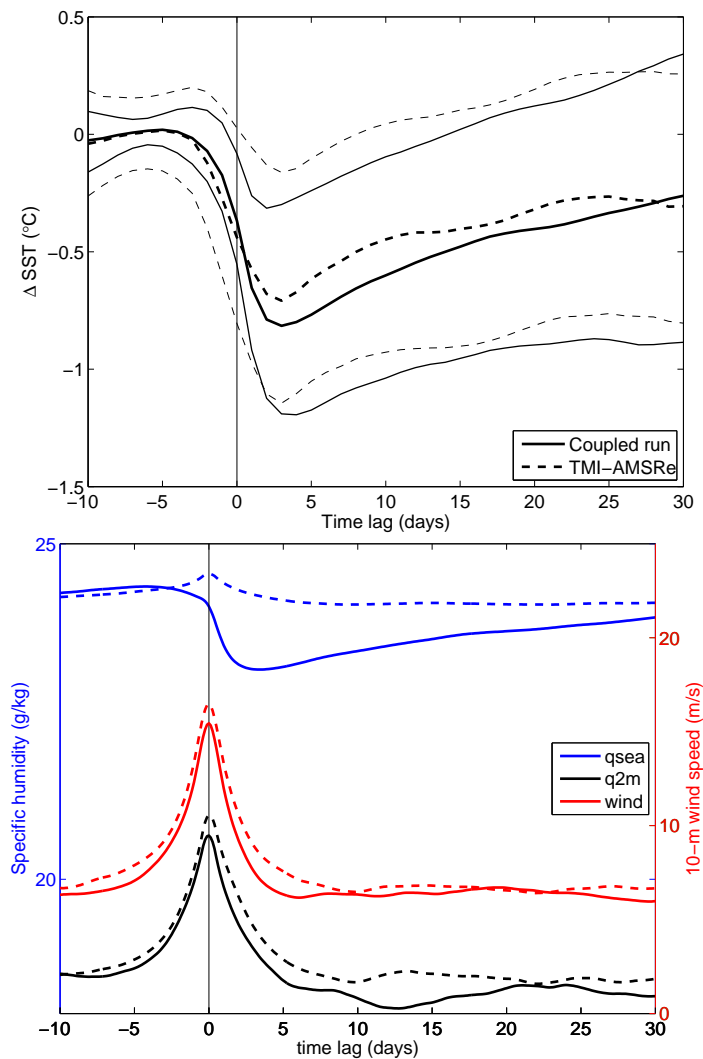 0.5
0
−0.5
−1
−1.5
Δ SST (°C)
−10 −5 0 5 10 15 20 25 30
Time lag (days)
Coupled run
TMI−AMSRe
25
20
Specific humidity (g/kg)
20
10
0
10−m wind speed (m/s)
qsea
q2m
wind
−10 −5 0 5 10 15 20 25 30
time lag (days)